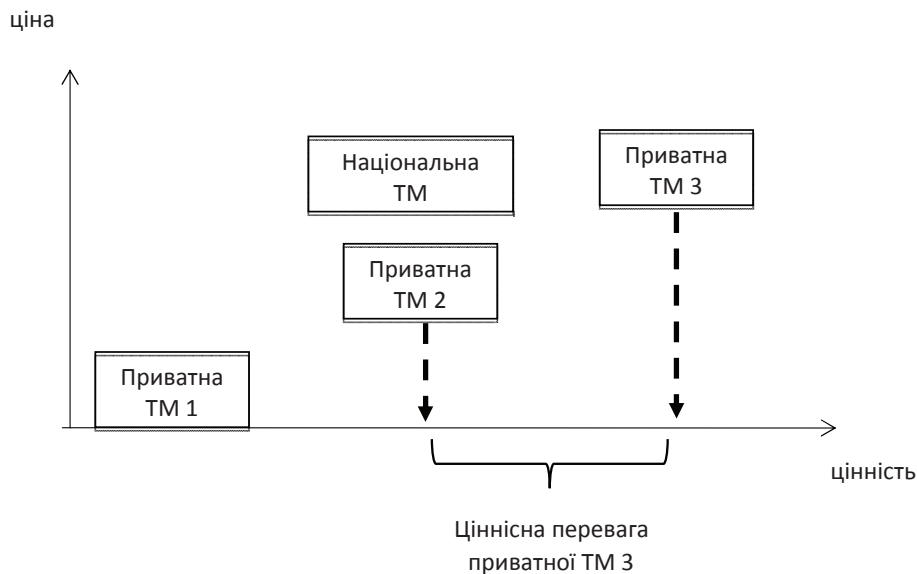 ціна
Національна
ТМ
Приватна
ТМ 3
Приватна
ТМ 2
Приватна
ТМ 1
цінність
Ціннісна перевага
приватної ТМ 3